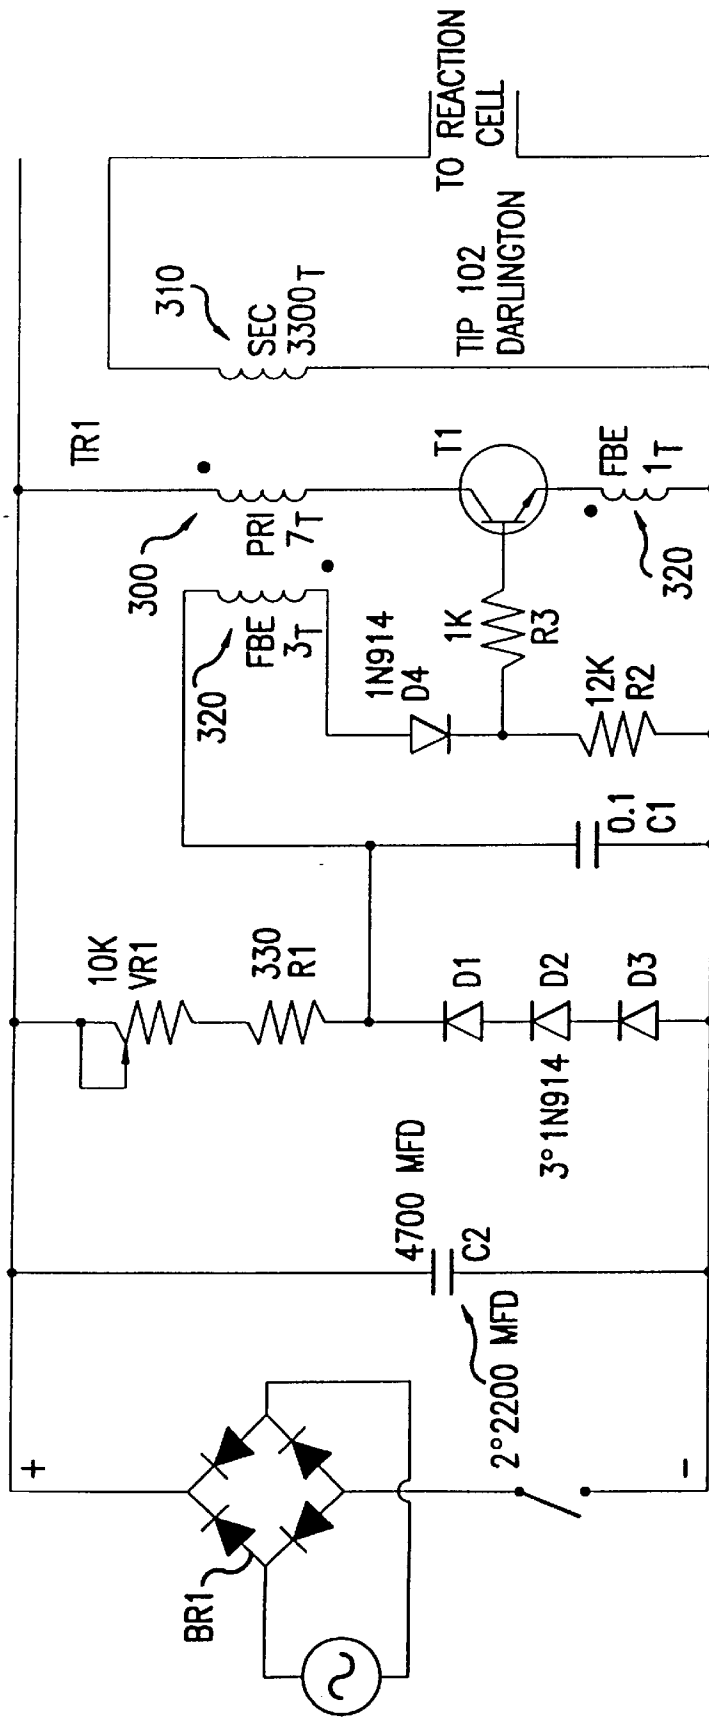 BR1
+
-
2°2200 MFD
4700 MFD
C2
10K
VR1
330
R1
3°1N914
D1
D2
D3
0.1
C1
320
FBE
3T
1N914
D4
12K
R2
1K
R3
300
PRI
7T
TR1
T1
FBE
1T
320
310
SEC
3300T
TIP 102
DARLINGTON
TO REACTION
CELL